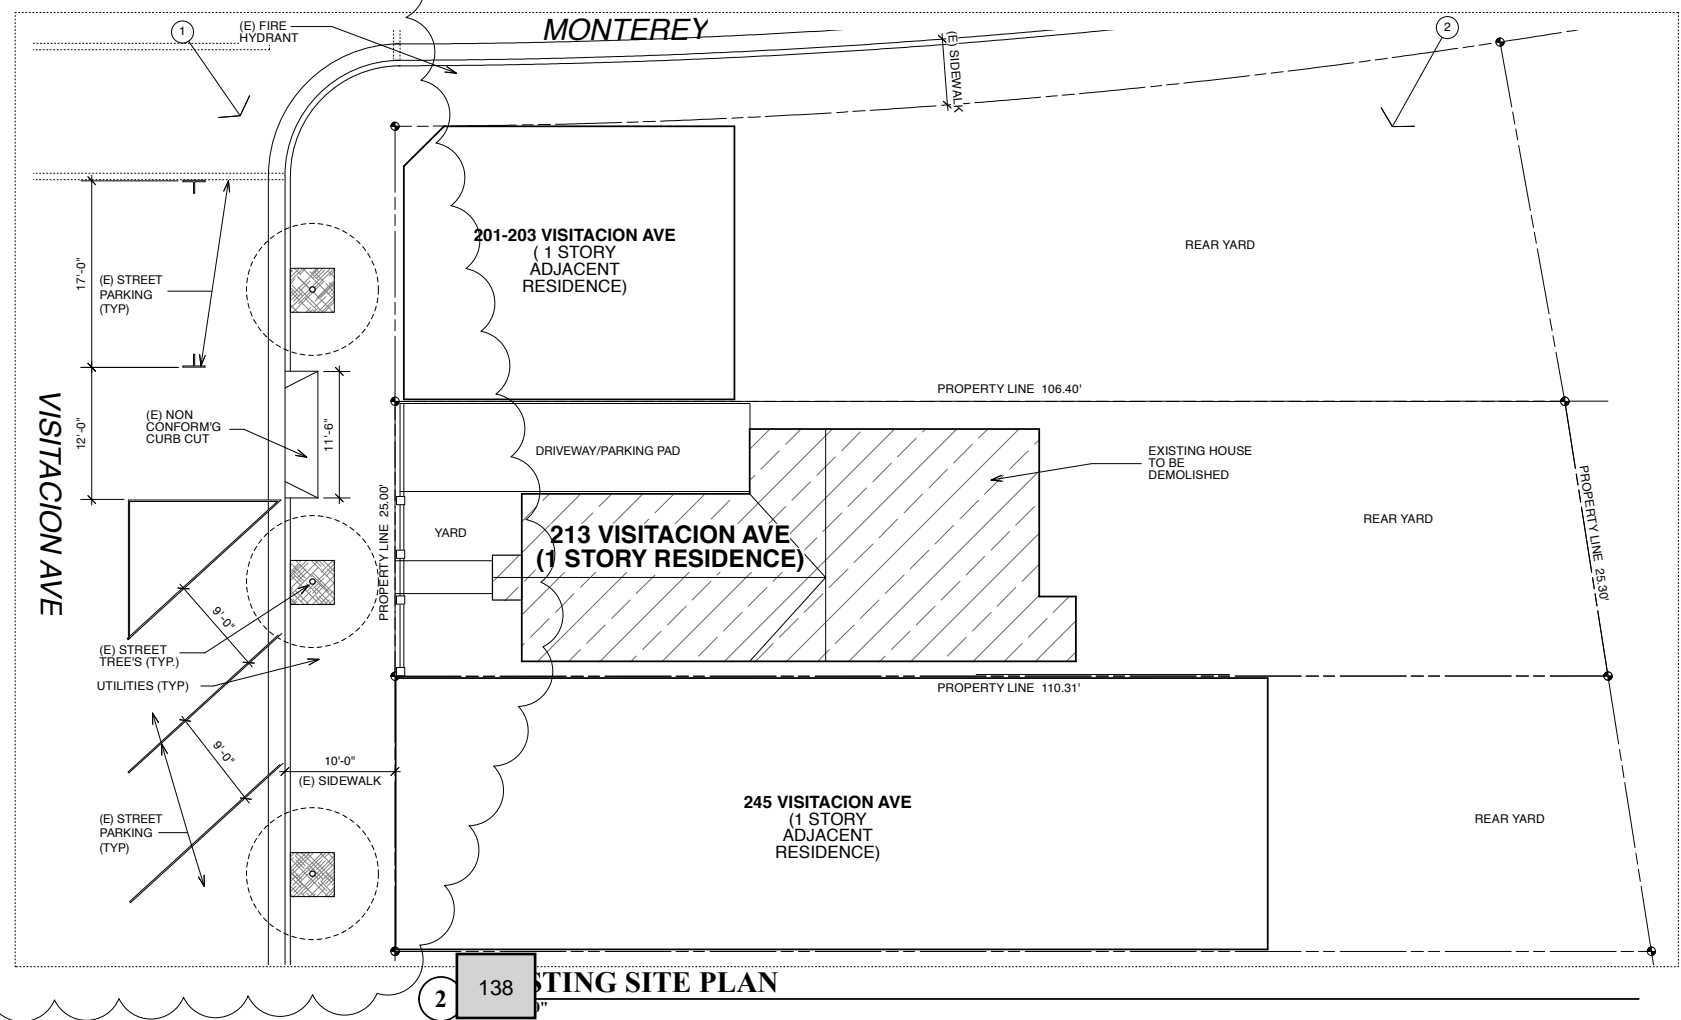 1
(E) FIRE
HYDRANT
MONTEREY
(E) SIDEWALK
2
201-203 VISITACION AVE
( 1 STORY
ADJACENT
RESIDENCE)
REAR YARD
17'-0"
(E) STREET
PARKING
(TYP)
PROPERTY LINE 106.40'
VISITACION AVE
12'-0"
(E) NON
CONFORM'G
CURB CUT
11'-6"
DRIVEWAY/PARKING PAD
EXISTING HOUSE
TO BE
DEMOLISHED
PROPERTY LINE 25.00'
YARD
213 VISITACION AVE
(1 STORY RESIDENCE)
REAR YARD
PROPERTY LINE 25.30'
9'-0"
(E) STREET
TREE'S (TYP.)
UTILITIES (TYP)
PROPERTY LINE 110.31'
9'-0"
10'-0"
(E) SIDEWALK
(E) STREET
PARKING
(TYP)
245 VISITACION AVE
(1 STORY
ADJACENT
RESIDENCE)
REAR YARD
2
138
STING SITE PLAN